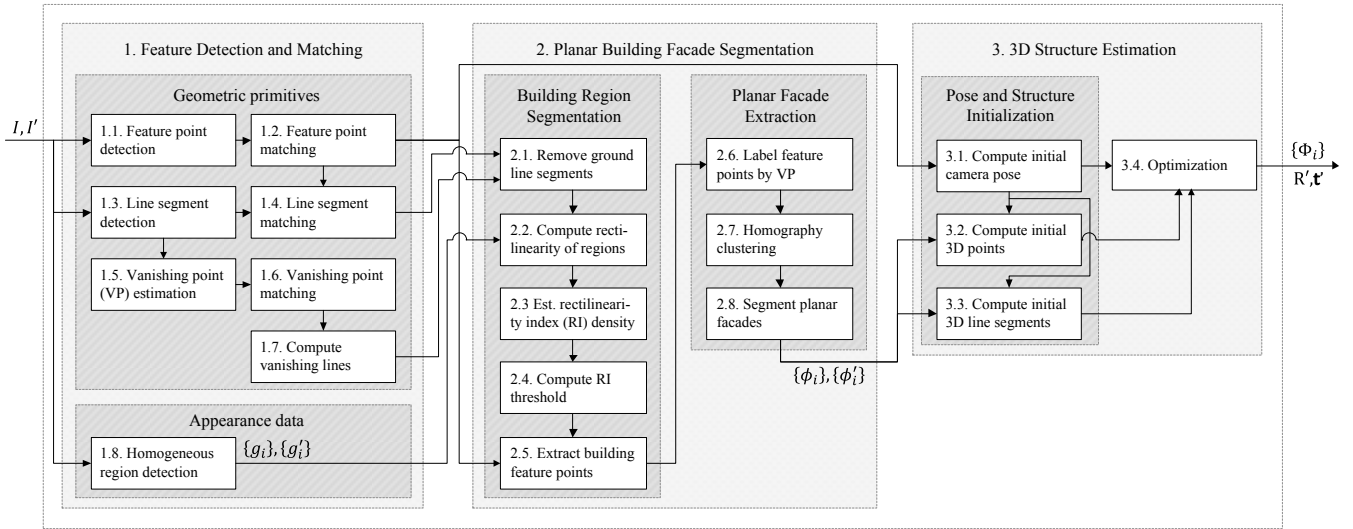 1. Feature Detection and Matching
2. Planar Building Facade Segmentation
3. 3D Structure Estimation
Geometric primitives
I, I′
1.1. Feature point
detection
1.2. Feature point
matching
1.3. Line segment
detection
1.4. Line segment
matching
1.5. Vanishing point
(VP) estimation
1.6. Vanishing point
matching
1.7. Compute
vanishing lines
Appearance data
1.8. Homogeneous
region detection
{g_i},{g_i′}
Building Region
Segmentation
2.1. Remove ground
line segments
2.2. Compute recti-
linearity of regions
2.3 Est. rectilineari-
ty index (RI) density
2.4. Compute RI
threshold
2.5. Extract building
feature points
Planar Facade
Extraction
2.6. Label feature
points by VP
2.7. Homography
clustering
2.8. Segment planar
facades
{ϕ_i},{ϕ_i′}
Pose and Structure
Initialization
3.1. Compute initial
camera pose
3.2. Compute initial
3D points
3.3. Compute initial
3D line segments
3.4. Optimization
{Φ_i}
R′,t′